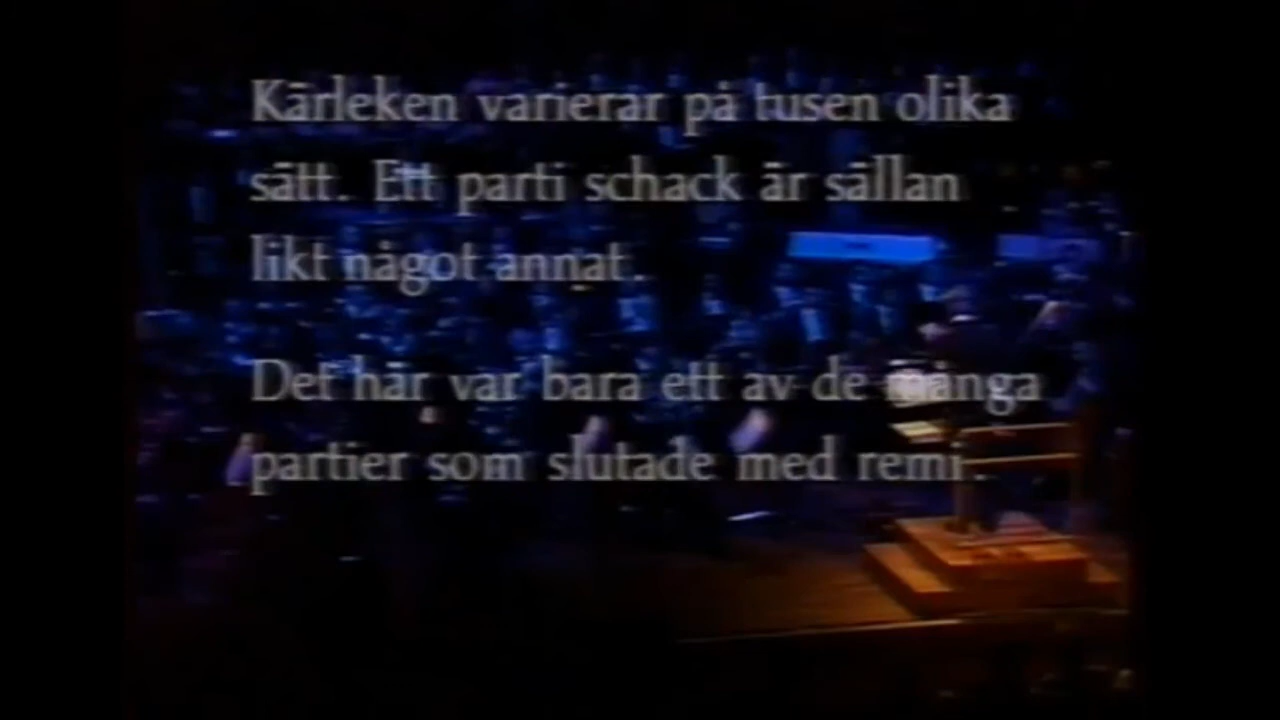 Kärleken varierar på tusen olika
sätt. Ett parti schack är sällan
likt något annat.
Det här var bara ett av de många
partier som slutade med remi.